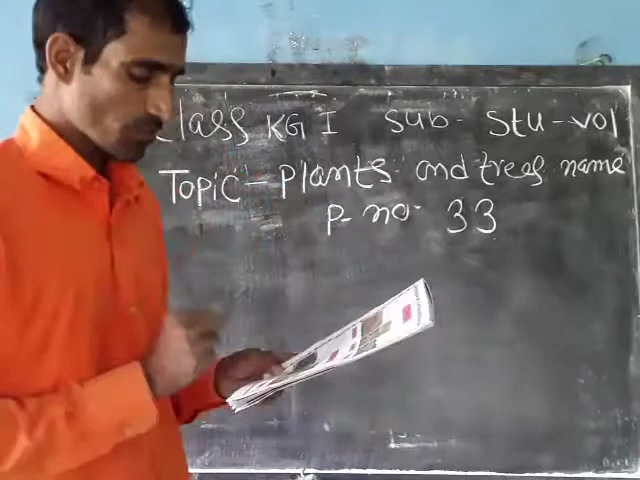 Class KG I Sub- Stu-vol
Topic - Plants and trees name
P- no- 33